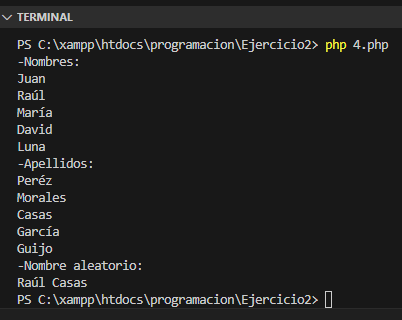 TERMINAL
PS C:\xampp\htdocs\programacion\Ejercicio2> php 4.php
-Nombres:
Juan
Raúl
María
David
Luna
-Apellidos:
Peréz
Morales
Casas
García
Guijo
-Nombre aleatorio:
Raúl Casas
PS C:\xampp\htdocs\programacion\Ejercicio2>